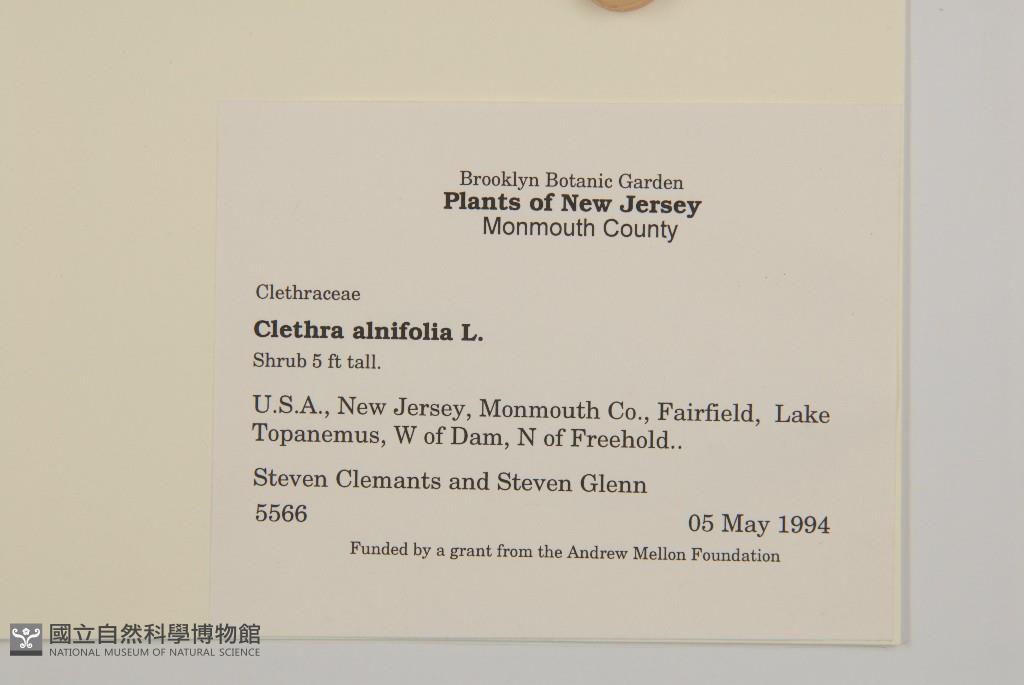 Brooklyn Botanic Garden
Plants of New Jersey
Monmouth County
Clethraceae
Clethra alnifolia L.
Shrub 5 ft tall.
U.S.A., New Jersey, Monmouth Co., Fairfield, Lake
Topanemus, W of Dam, N of Freehold..
Steven Clemants and Steven Glenn
5566
05 May 1994
Funded by a grant from the Andrew Mellon Foundation
國立自然科學博物館
NATIONAL MUSEUM OF NATURAL SCIENCE